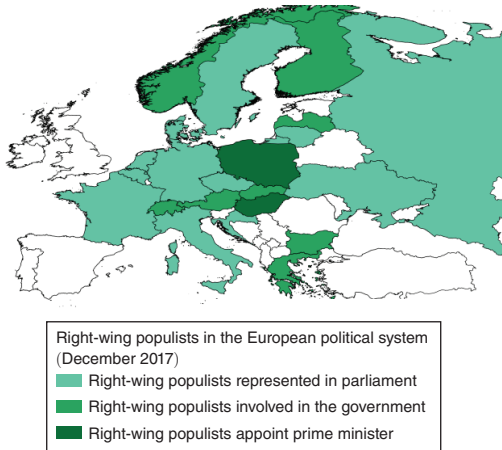 Right-wing populists in the European political system
(December 2017)
Right-wing populists represented in parliament
Right-wing populists involved in the government
Right-wing populists appoint prime minister